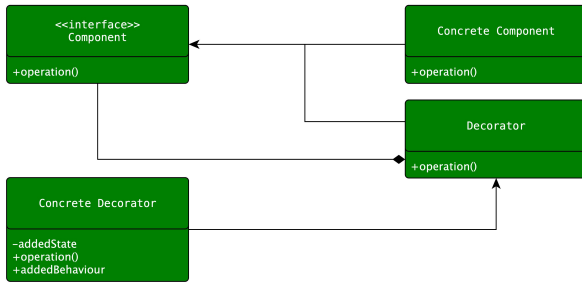 <<interface>>
Component
+operation()
Concrete Component
+operation()
Decorator
+operation()
Concrete Decorator
-addedState
+operation()
+addedBehaviour